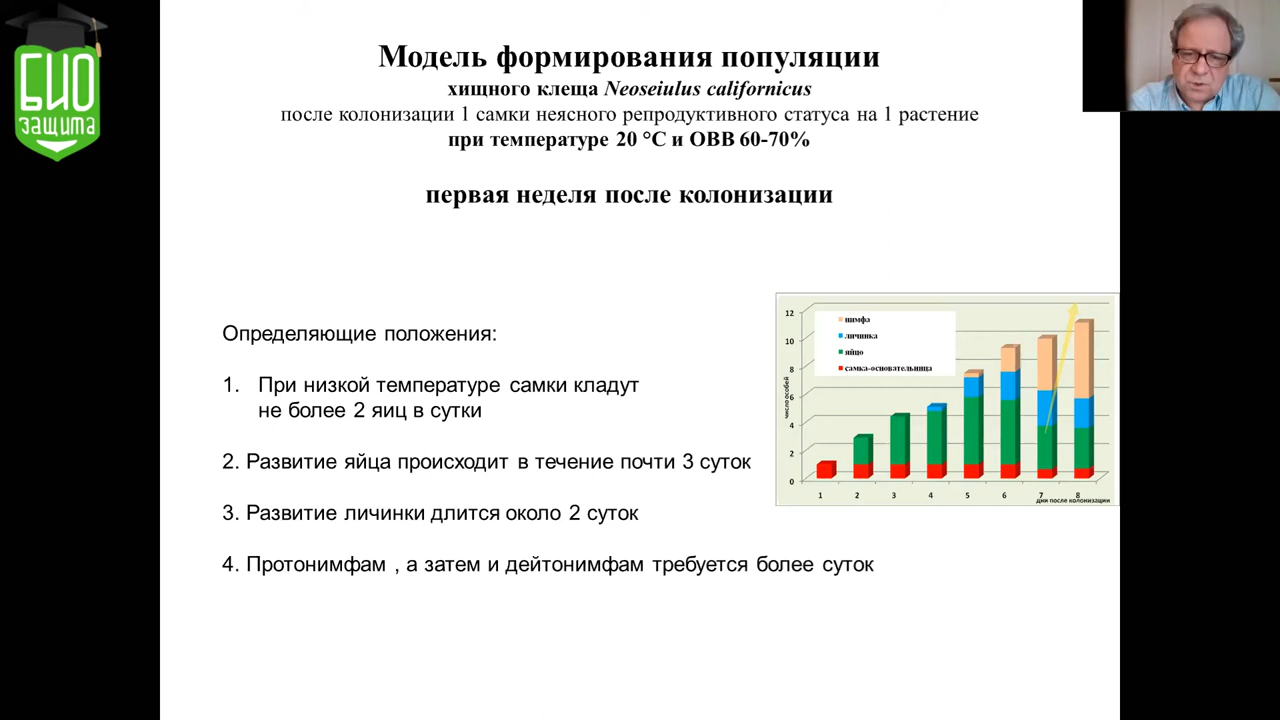 БИО
защита
Модель формирования популяции
хищного клеща Neoseiulus californicus
после колонизации 1 самки неясного репродуктивного статуса на 1 растение
при температуре 20 °С и ОВВ 60-70%
первая неделя после колонизации
Определяющие положения:
1. При низкой температуре самки кладут
не более 2 яиц в сутки
2. Развитие яйца происходит в течение почти 3 суток
3. Развитие личинки длится около 2 суток
4. Протонимфам , а затем и дейтонимфам требуется более суток
12
10
8
6
4
2
0
число особей
нимфа
личинка
яйцо
самка-основательница
1 2 3 4 5 6 7 8
дни после колонизации